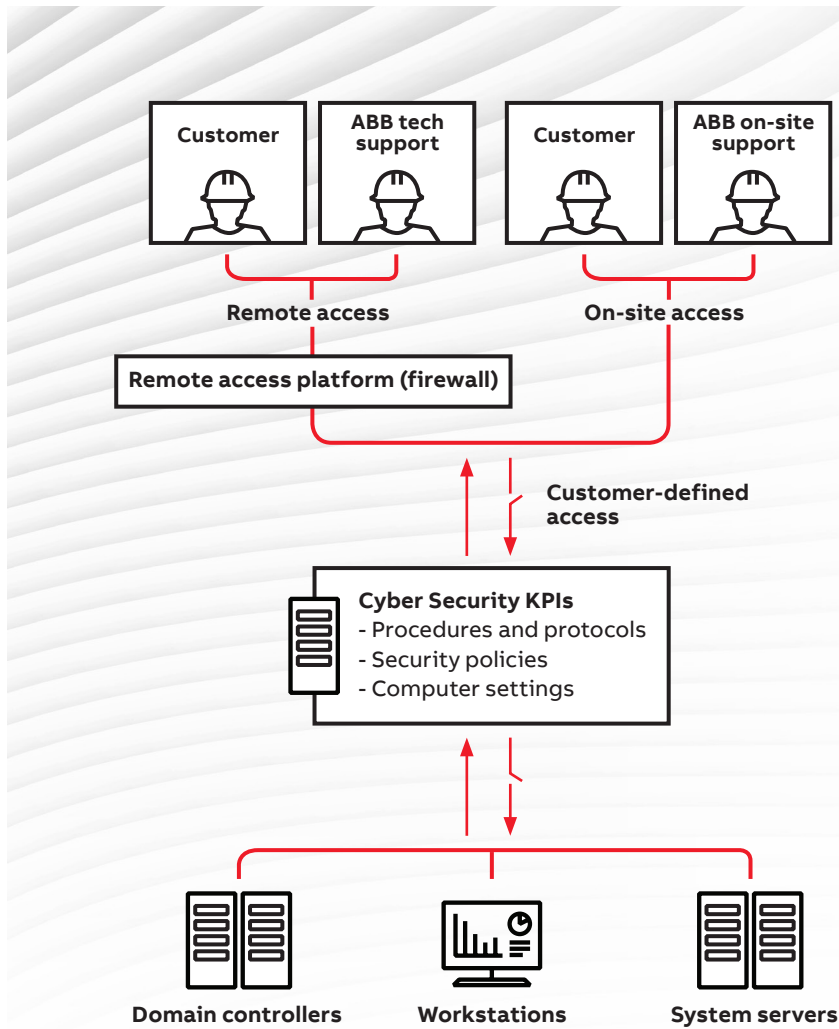 Customer
ABB tech
support
Customer
ABB on-site
support
Remote access
On-site access
Remote access platform (firewall)
Customer-defined
access
Cyber Security KPIs
- Procedures and protocols
- Security policies
- Computer settings
Domain controllers
Workstations
System servers